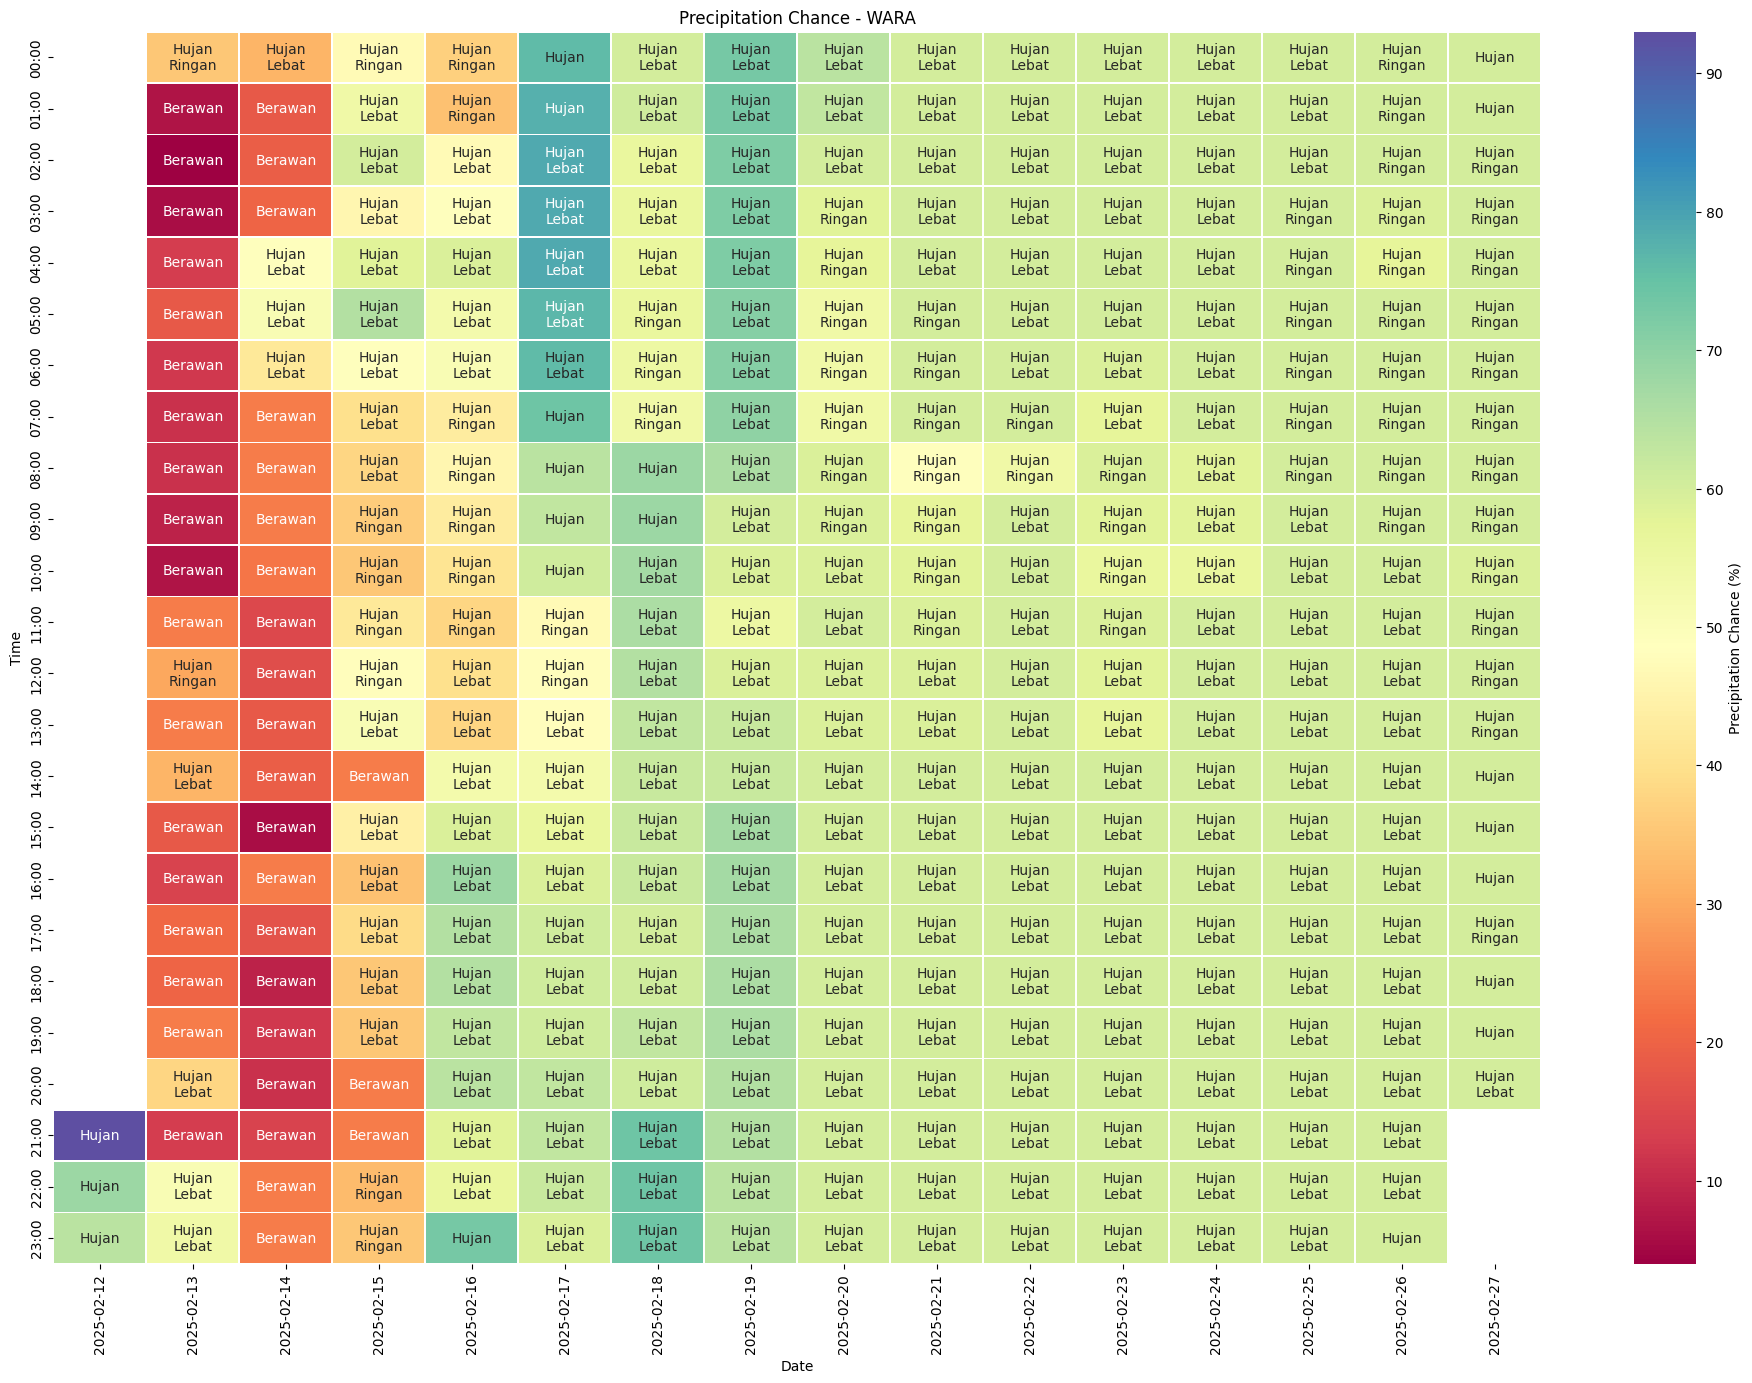 Precipitation Chance - WARA
00:00 Hujan Ringan Hujan Lebat Hujan Ringan Hujan Ringan Hujan Hujan Lebat Hujan Lebat Hujan Lebat Hujan Lebat Hujan Lebat Hujan Lebat Hujan Lebat Hujan Lebat Hujan Ringan Hujan
01:00 Berawan Berawan Hujan Lebat Hujan Ringan Hujan Hujan Lebat Hujan Lebat Hujan Lebat Hujan Lebat Hujan Lebat Hujan Lebat Hujan Lebat Hujan Lebat Hujan Ringan Hujan
02:00 Berawan Berawan Hujan Lebat Hujan Lebat Hujan Lebat Hujan Lebat Hujan Lebat Hujan Lebat Hujan Lebat Hujan Lebat Hujan Lebat Hujan Lebat Hujan Lebat Hujan Ringan Hujan Ringan
03:00 Berawan Berawan Hujan Lebat Hujan Lebat Hujan Lebat Hujan Lebat Hujan Lebat Hujan Ringan Hujan Lebat Hujan Lebat Hujan Lebat Hujan Lebat Hujan Ringan Hujan Ringan Hujan Ringan
04:00 Berawan Hujan Lebat Hujan Lebat Hujan Lebat Hujan Lebat Hujan Lebat Hujan Lebat Hujan Ringan Hujan Lebat Hujan Lebat Hujan Lebat Hujan Lebat Hujan Ringan Hujan Ringan Hujan Ringan
05:00 Berawan Hujan Lebat Hujan Lebat Hujan Lebat Hujan Lebat Hujan Ringan Hujan Lebat Hujan Ringan Hujan Ringan Hujan Lebat Hujan Lebat Hujan Lebat Hujan Ringan Hujan Ringan Hujan Ringan
06:00 Berawan Hujan Lebat Hujan Lebat Hujan Lebat Hujan Lebat Hujan Ringan Hujan Lebat Hujan Ringan Hujan Ringan Hujan Lebat Hujan Lebat Hujan Lebat Hujan Ringan Hujan Ringan Hujan Ringan
07:00 Berawan Berawan Hujan Lebat Hujan Ringan Hujan Hujan Ringan Hujan Lebat Hujan Ringan Hujan Ringan Hujan Ringan Hujan Lebat Hujan Lebat Hujan Ringan Hujan Ringan Hujan Ringan
08:00 Berawan Berawan Hujan Lebat Hujan Ringan Hujan Hujan Hujan Lebat Hujan Ringan Hujan Ringan Hujan Ringan Hujan Ringan Hujan Lebat Hujan Ringan Hujan Ringan Hujan Ringan
09:00 Berawan Berawan Hujan Ringan Hujan Ringan Hujan Hujan Hujan Lebat Hujan Ringan Hujan Ringan Hujan Lebat Hujan Ringan Hujan Lebat Hujan Lebat Hujan Ringan Hujan Ringan
10:00 Berawan Berawan Hujan Ringan Hujan Ringan Hujan Hujan Lebat Hujan Lebat Hujan Lebat Hujan Ringan Hujan Lebat Hujan Ringan Hujan Lebat Hujan Lebat Hujan Lebat Hujan Ringan
11:00 Berawan Berawan Hujan Ringan Hujan Ringan Hujan Ringan Hujan Lebat Hujan Lebat Hujan Lebat Hujan Ringan Hujan Lebat Hujan Ringan Hujan Lebat Hujan Lebat Hujan Lebat Hujan Ringan
12:00 Hujan Ringan Berawan Hujan Ringan Hujan Lebat Hujan Ringan Hujan Lebat Hujan Lebat Hujan Lebat Hujan Lebat Hujan Lebat Hujan Lebat Hujan Lebat Hujan Lebat Hujan Lebat Hujan Ringan
13:00 Berawan Berawan Hujan Lebat Hujan Lebat Hujan Lebat Hujan Lebat Hujan Lebat Hujan Lebat Hujan Lebat Hujan Lebat Hujan Lebat Hujan Lebat Hujan Lebat Hujan Lebat Hujan Ringan
14:00 Hujan Lebat Berawan Berawan Hujan Lebat Hujan Lebat Hujan Lebat Hujan Lebat Hujan Lebat Hujan Lebat Hujan Lebat Hujan Lebat Hujan Lebat Hujan Lebat Hujan Lebat Hujan
15:00 Berawan Berawan Hujan Lebat Hujan Lebat Hujan Lebat Hujan Lebat Hujan Lebat Hujan Lebat Hujan Lebat Hujan Lebat Hujan Lebat Hujan Lebat Hujan Lebat Hujan Lebat Hujan
16:00 Berawan Berawan Hujan Lebat Hujan Lebat Hujan Lebat Hujan Lebat Hujan Lebat Hujan Lebat Hujan Lebat Hujan Lebat Hujan Lebat Hujan Lebat Hujan Lebat Hujan Lebat Hujan
17:00 Berawan Berawan Hujan Lebat Hujan Lebat Hujan Lebat Hujan Lebat Hujan Lebat Hujan Lebat Hujan Lebat Hujan Lebat Hujan Lebat Hujan Lebat Hujan Lebat Hujan Lebat Hujan Ringan
18:00 Berawan Berawan Hujan Lebat Hujan Lebat Hujan Lebat Hujan Lebat Hujan Lebat Hujan Lebat Hujan Lebat Hujan Lebat Hujan Lebat Hujan Lebat Hujan Lebat Hujan Lebat Hujan
19:00 Berawan Berawan Hujan Lebat Hujan Lebat Hujan Lebat Hujan Lebat Hujan Lebat Hujan Lebat Hujan Lebat Hujan Lebat Hujan Lebat Hujan Lebat Hujan Lebat Hujan Lebat Hujan
20:00 Hujan Lebat Berawan Berawan Hujan Lebat Hujan Lebat Hujan Lebat Hujan Lebat Hujan Lebat Hujan Lebat Hujan Lebat Hujan Lebat Hujan Lebat Hujan Lebat Hujan Lebat Hujan Lebat
21:00 Hujan Berawan Berawan Berawan Hujan Lebat Hujan Lebat Hujan Lebat Hujan Lebat Hujan Lebat Hujan Lebat Hujan Lebat Hujan Lebat Hujan Lebat Hujan Lebat Hujan Lebat
22:00 Hujan Hujan Lebat Berawan Hujan Ringan Hujan Lebat Hujan Lebat Hujan Lebat Hujan Lebat Hujan Lebat Hujan Lebat Hujan Lebat Hujan Lebat Hujan Lebat Hujan Lebat Hujan Lebat
23:00 Hujan Hujan Lebat Berawan Hujan Ringan Hujan Hujan Lebat Hujan Lebat Hujan Lebat Hujan Lebat Hujan Lebat Hujan Lebat Hujan Lebat Hujan Lebat Hujan Lebat Hujan
Time
2025-02-12
2025-02-13
2025-02-14
2025-02-15
2025-02-16
2025-02-17
2025-02-18
2025-02-19
2025-02-20
2025-02-21
2025-02-22
2025-02-23
2025-02-24
2025-02-25
2025-02-26
2025-02-27
Date
90
80
70
60
50
40
30
20
10
Precipitation Chance (%)